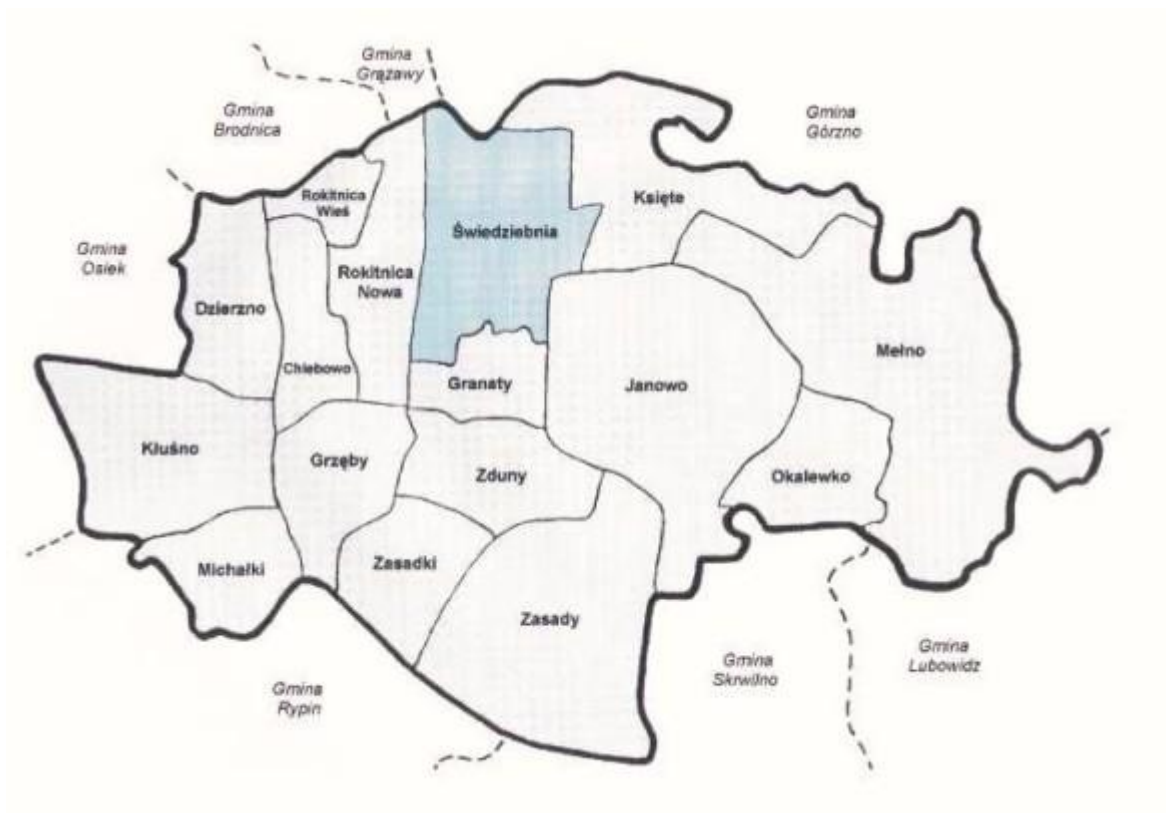 Gmina
Grążawy
Gmina
Brodnica
Gmina
Górzno
Rokitnica
Wieś
Księte
Świedziebnia
Gmina
Osiek
Rokitnica
Nowa
Dzierzno
Mełno
Chlebowo
Granaty
Janowo
Kłuśno
Grzęby
Zduny
Okalewko
Michałki
Zasadki
Zasady
Gmina
Lubowidz
Gmina
Skrwilno
Gmina
Rypin